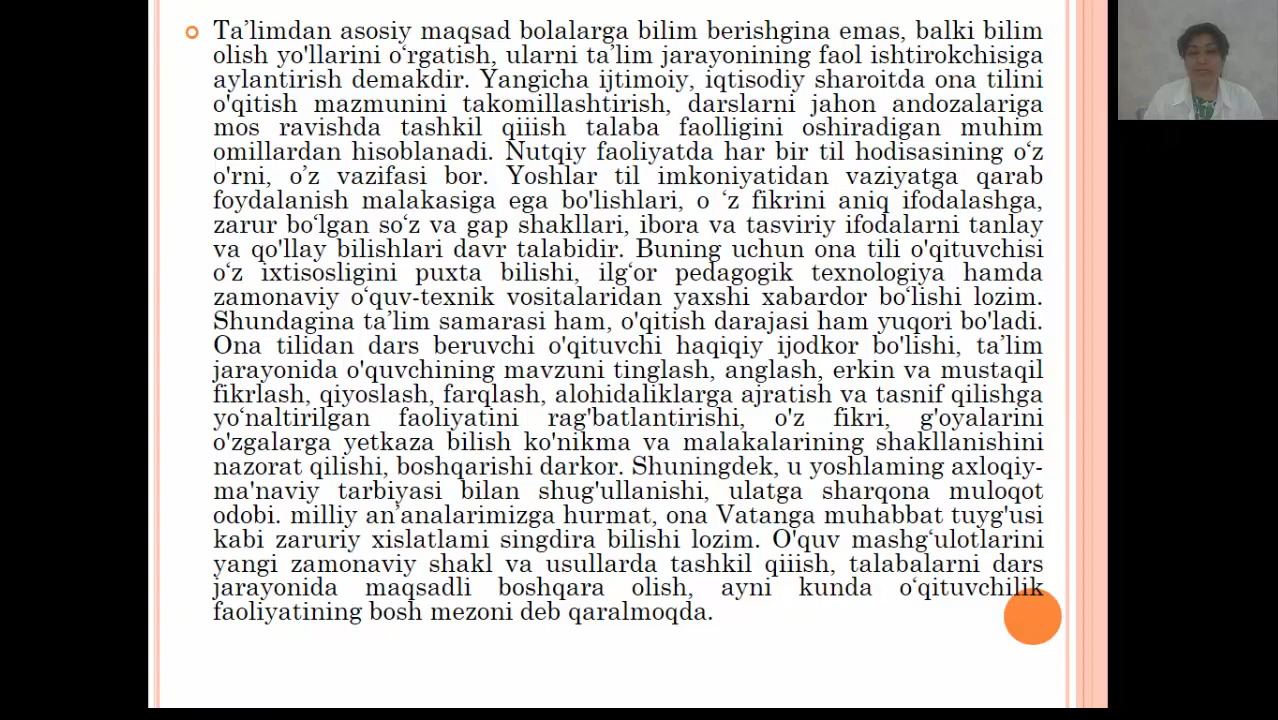 Ta’limdan asosiy maqsad bolalarga bilim berishgina emas, balki bilim
olish yo'llarini o‘rgatish, ularni ta’lim jarayonining faol ishtirokchisiga
aylantirish demakdir. Yangicha ijtimoiy, iqtisodiy sharoitda ona tilini
o'qitish mazmunini takomillashtirish, darslarni jahon andozalariga
mos ravishda tashkil qiiish talaba faolligini oshiradigan muhim
omillardan hisoblanadi. Nutqiy faoliyatda har bir til hodisasining o‘z
o'rni, o’z vazifasi bor. Yoshlar til imkoniyatidan vaziyatga qarab
foydalanish malakasiga ega bo'lishlari, o ‘z fikrini aniq ifodalashga,
zarur bo‘lgan so‘z va gap shakllari, ibora va tasviriy ifodalarni tanlay
va qo'llay bilishlari davr talabidir. Buning uchun ona tili o'qituvchisi
o‘z ixtisosligini puxta bilishi, ilg‘or pedagogik texnologiya hamda
zamonaviy o‘quv-texnik vositalaridan yaxshi xabardor bo‘lishi lozim.
Shundagina ta’lim samarasi ham, o'qitish darajasi ham yuqori bo'ladi.
Ona tilidan dars beruvchi o'qituvchi haqiqiy ijodkor bo'lishi, ta’lim
jarayonida o'quvchining mavzuni tinglash, anglash, erkin va mustaqil
fikrlash, qiyoslash, farqlash, alohidaliklarga ajratish va tasnif qilishga
yo‘naltirilgan faoliyatini rag'batlantirishi, o'z fikri, g'oyalarini
o'zgalarga yetkaza bilish ko'nikma va malakalarining shakllanishini
nazorat qilishi, boshqarishi darkor. Shuningdek, u yoshlaming axloqiy-
ma'naviy tarbiyasi bilan shug'ullanishi, ulatga sharqona muloqot
odobi. milliy an’analarimizga hurmat, ona Vatanga muhabbat tuyg'usi
kabi zaruriy xislatlami singdira bilishi lozim. O'quv mashg‘ulotlarini
yangi zamonaviy shakl va usullarda tashkil qiiish, talabalarni dars
jarayonida maqsadli boshqara olish, ayni kunda o‘qituvchilik
faoliyatining bosh mezoni deb qaralmoqda.